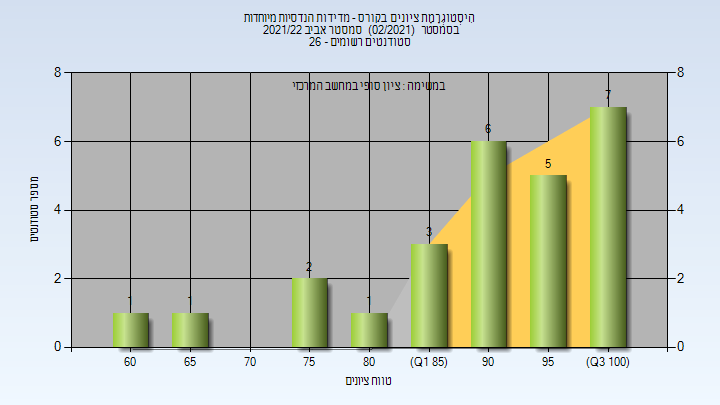 היסטוגרמת ציונים בקורס - מדידות הנדסיות מיוחדות
בסמסטר (02/2021) סמסטר אביב 2021/22
סטודנטים רשומים - 26
במשימה : ציון סופי במחשב המרכזי
8 8
6 6
4 4
2 2
0 0
מספר סטודנטים
1 1 2 1 3 6 5 7
60 65 70 75 80 (Q1 85) 90 95 (Q3 100)
טווח ציונים